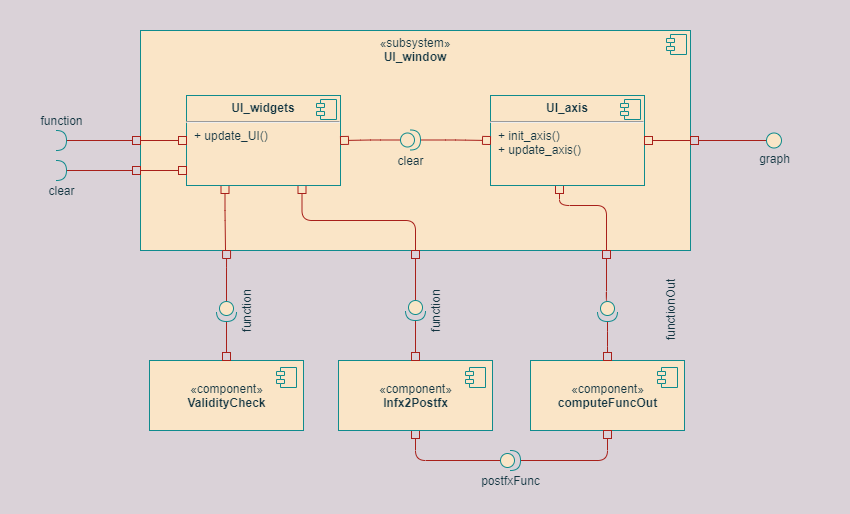 «subsystem»
UI_window
function
clear
UI_widgets
+ update_UI()
clear
UI_axis
+ init_axis()
+ update_axis()
graph
function
function
functionOut
«component»
ValidityCheck
«component»
Infx2Postfx
«component»
computeFuncOut
postfxFunc